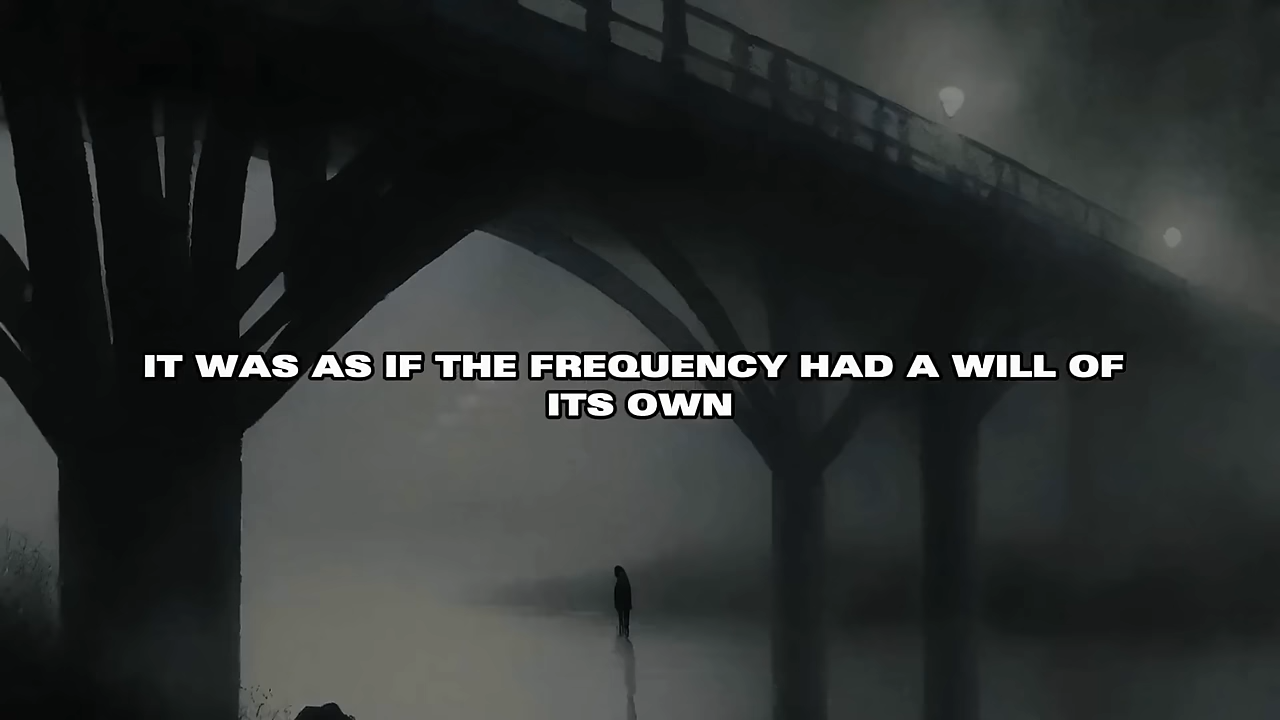 IT WAS AS IF THE FREQUENCY HAD A WILL OF
ITS OWN